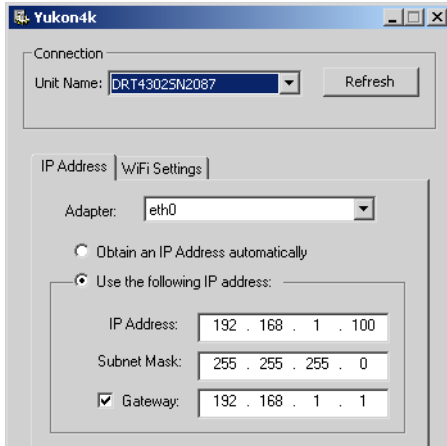 Yukon4k
Connection
Unit Name: DRT4302SN2087 Refresh
IP Address WiFi Settings
Adapter: eth0
Obtain an IP Address automatically
Use the following IP address:
IP Address: 192 . 168 . 1 . 100
Subnet Mask: 255 . 255 . 255 . 0
Gateway: 192 . 168 . 1 . 1